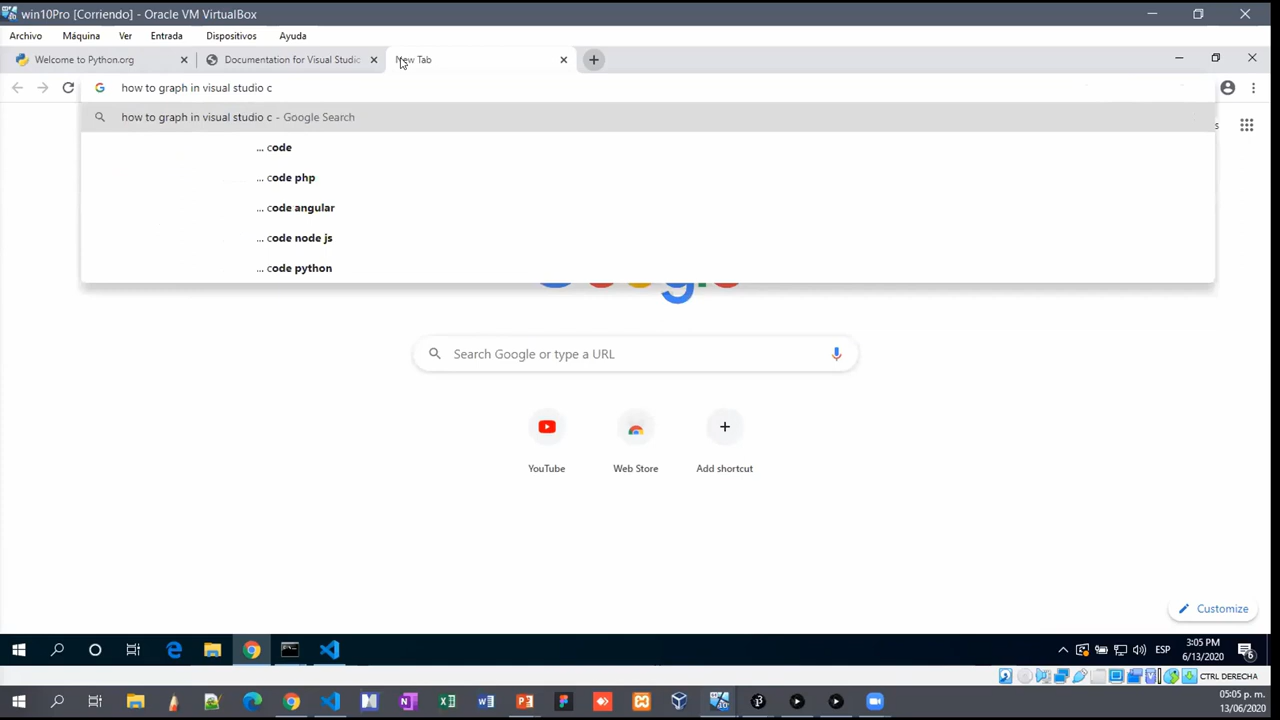 win10Pro [Corriendo] - Oracle VM VirtualBox
Archivo Máquina Ver Entrada Dispositivos Ayuda
Welcome to Python.org
Documentation for Visual Studic
New Tab
how to graph in visual studio c
how to graph in visual studio c - Google Search
... code
... code php
... code angular
... code node js
... code python
Search Google or type a URL
YouTube
Web Store
Add shortcut
Customize
ESP
3:05 PM
6/13/2020
6
CTRL DERECHA
05:05 p. m.
13/06/2020